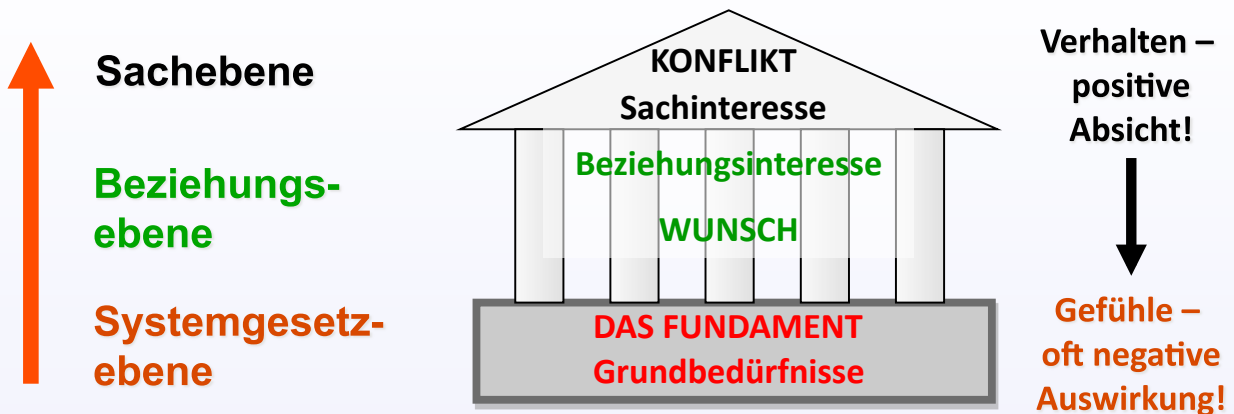 Sachebene
Beziehungs-
ebene
Systemgesetz-
ebene
KONFLIKT
Sachinteresse
Beziehungsinteresse
WUNSCH
DAS FUNDAMENT
Grundbedürfnisse
Verhalten –
positive
Absicht!
Gefühle –
oft negative
Auswirkung!